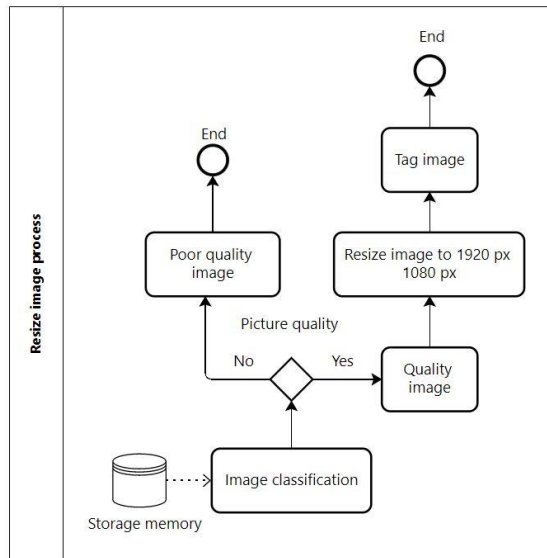 Resize image process
End
Tag image
End
Poor quality
image
Resize image to 1920 px
1080 px
Picture quality
No
Yes
Quality
image
Image classification
Storage memory